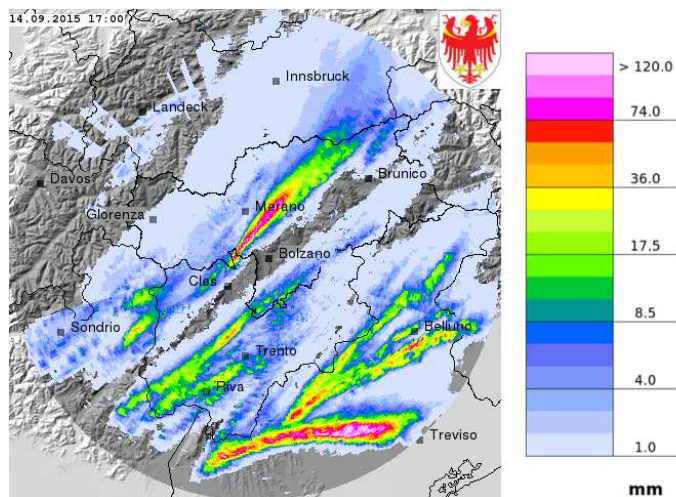 14.09.2015 17:00
Innsbruck
Landeck
Davos
Brunico
Glorenza
Merano
Bolzano
Cles
Sondrio
Belluno
Trento
Riva
Treviso
> 120.0
74.0
36.0
17.5
8.5
4.0
1.0
mm